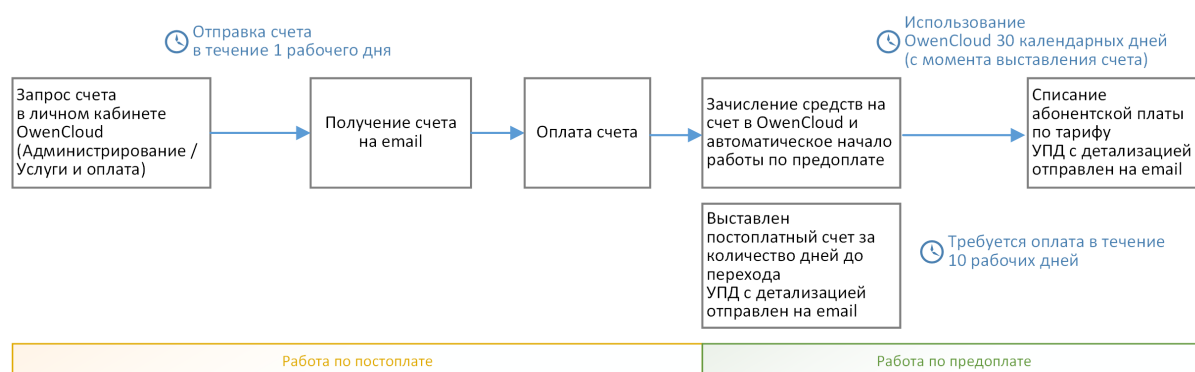 Отправка счета
в течение 1 рабочего дня
Использование
OwenCloud 30 календарных дней
(с момента выставления счета)
Запрос счета
в личном кабинете
OwenCloud
(Администрирование /
Услуги и оплата)
Получение счета
на email
Оплата счета
Зачисление средств на
счет в OwenCloud и
автоматическое начало
работы по предоплате
Списание
абонентской платы
по тарифу
УПД с детализацией
отправлен на email
Выставлен
постоплатный счет за
количество дней до
перехода
УПД с детализацией
отправлен на email
Требуется оплата в течение
10 рабочих дней
Работа по постоплате
Работа по предоплате